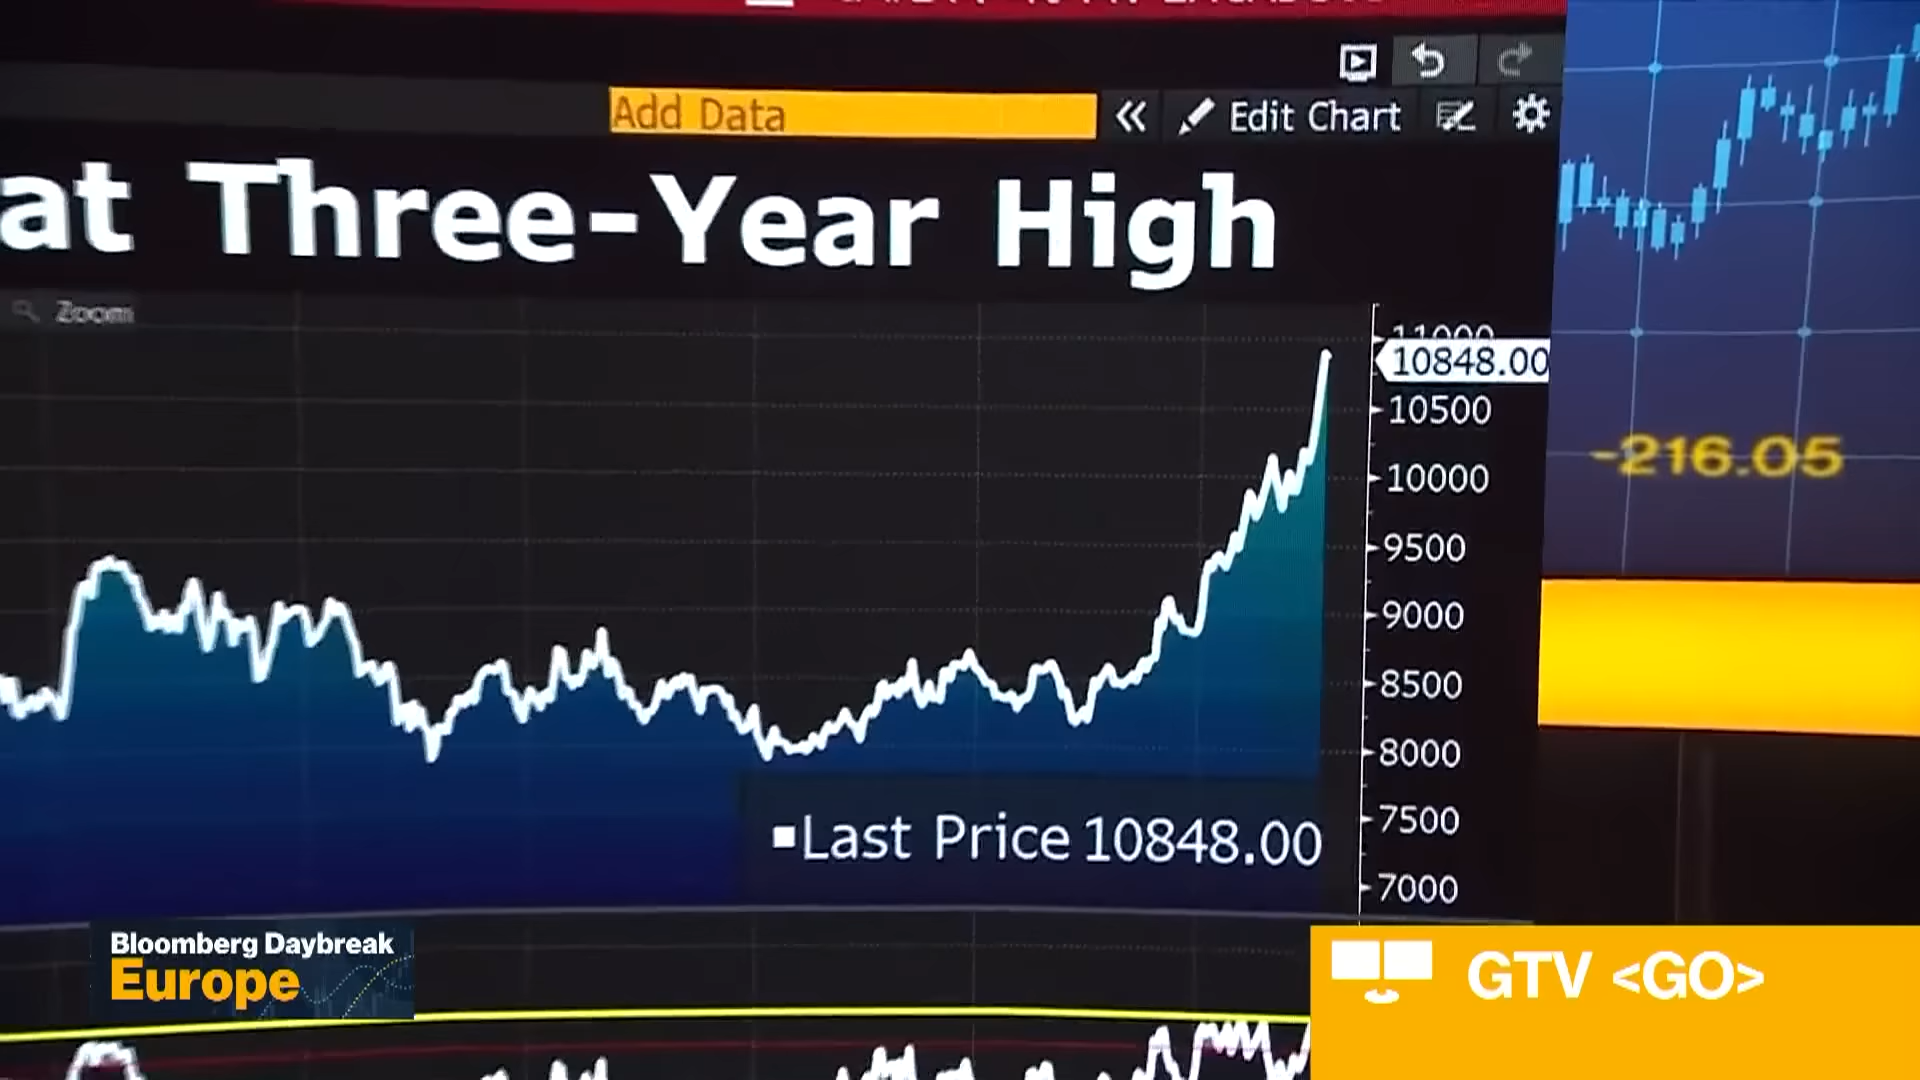 Add Data
Edit Chart
at Three-Year High
Zoom
11000
10848.00
10500
10000
9500
9000
8500
8000
7500
7000
-216.05
Last Price 10848.00
Bloomberg Daybreak
Europe
GTV <GO>